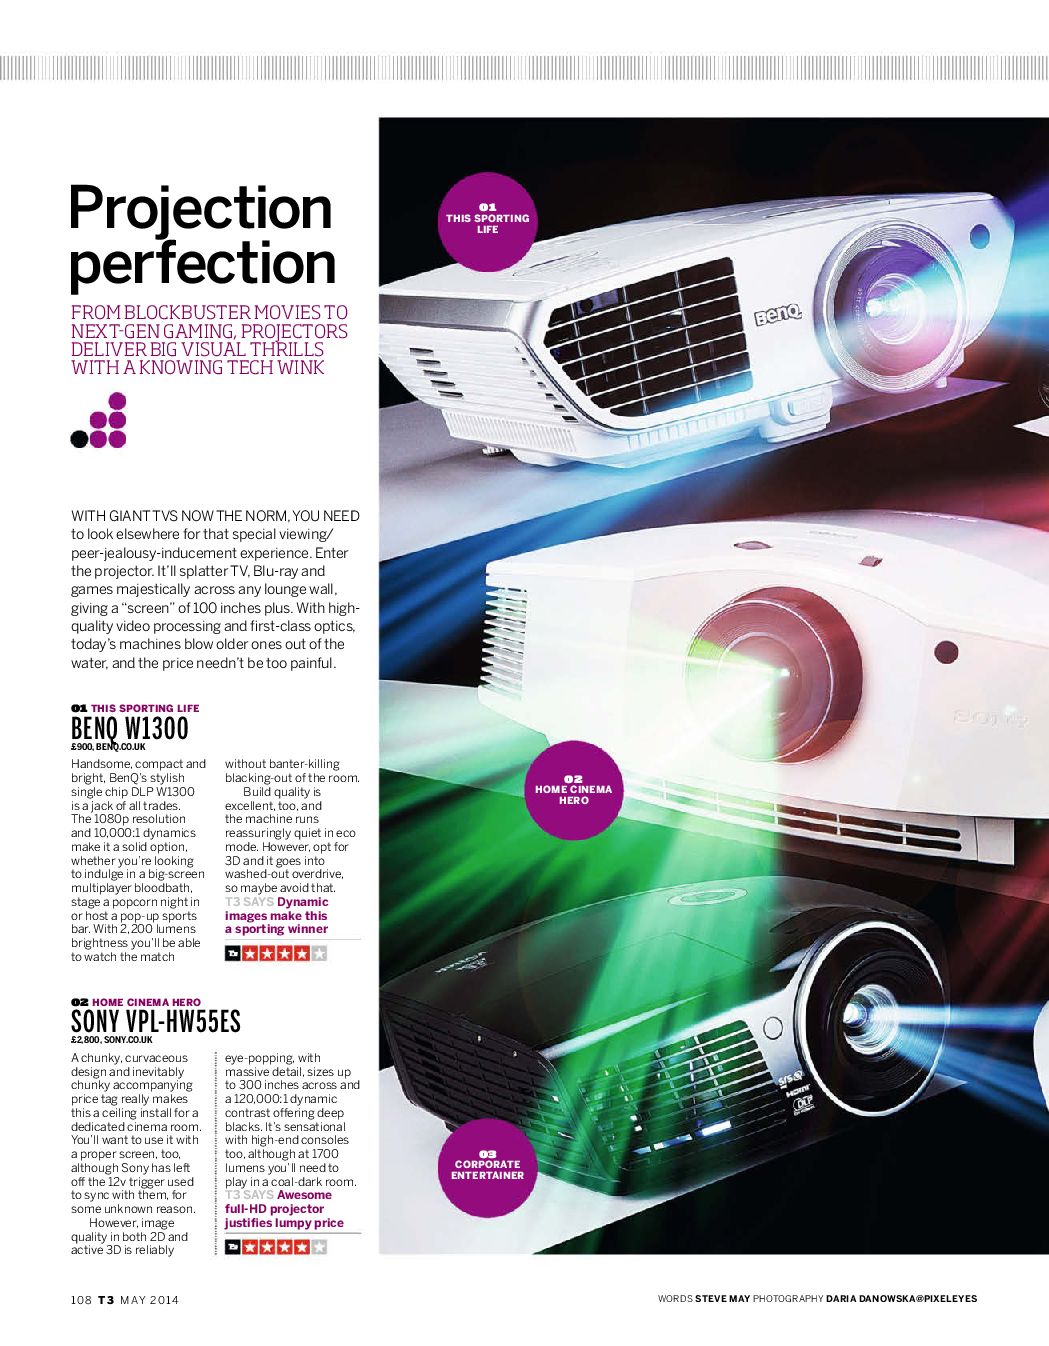 Projection
perfection
FROM BLOCKBUSTER MOVIES TO
NEXT-GEN GAMING, PROJECTORS
DELIVER BIG VISUAL THRILLS
WITH A KNOWING TECH WINK
WITH GIANT TVS NOW THE NORM, YOU NEED
to look elsewhere for that special viewing/
peer-jealousy-inducement experience. Enter
the projector. It'll splatter TV, Blu-ray and
games majestically across any lounge wall,
giving a “screen” of 100 inches plus. With high-
quality video processing and first-class optics,
today's machines blow older ones out of the
water, and the price needn't be too painful.
01 THIS SPORTING LIFE
BENQ W1300
£900, BENQ.CO.UK
Handsome, compact and
bright, BenQ's stylish
single chip DLP W1300
is a jack of all trades.
The 1080p resolution
and 10,000:1 dynamics
make it a solid option,
whether you're looking
to indulge in a big-screen
multiplayer bloodbath,
stage a popcorn night in
or host a pop-up sports
bar. With 2,200 lumens
brightness you'll be able
to watch the match
without banter-killing
blacking-out of the room.
Build quality is
excellent, too, and
the machine runs
reassuringly quiet in eco
mode. However, opt for
3D and it goes into
washed-out overdrive,
so maybe avoid that.
T3 SAYS Dynamic
images make this
a sporting winner
T3
02 HOME CINEMA HERO
SONY VPL-HW55ES
£2,800, SONY.CO.UK
A chunky, curvaceous
design and inevitably
chunky accompanying
price tag really makes
this a ceiling install for a
dedicated cinema room.
You'll want to use it with
a proper screen, too,
although Sony has left
off the 12v trigger used
to sync with them, for
some unknown reason.
However, image
quality in both 2D and
active 3D is reliably
eye-popping, with
massive detail, sizes up
to 300 inches across and
a 120,000:1 dynamic
contrast offering deep
blacks. It's sensational
with high-end consoles
too, although at 1700
lumens you'll need to
play in a coal-dark room.
T3 SAYS Awesome
full-HD projector
justifies lumpy price
T3
01
THIS SPORTING
LIFE
BenQ
SONY
02
HOME CINEMA
HERO
HDMI
DLP
03
CORPORATE
ENTERTAINER
108 T3 MAY 2014
WORDS STEVE MAY PHOTOGRAPHY DARIA DANOWSKA@PIXELEYES